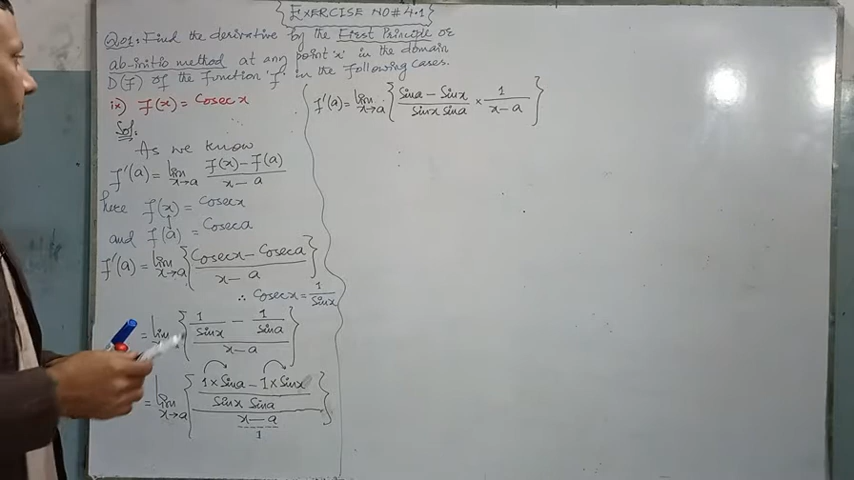 EXERCISE NO# 4.1
Q.01: Find the derivative by the First Principle or
ab-initio method at any point 'x' in the domain
D(f) of the function 'f' in the following cases.
ix) f(x) = Cosec x
Sol.
As we know
f'(a) = lim x→a f(x) - f(a) / x - a
here f(x) = Cosec x
and f(a) = Cosec a
f'(a) = lim x→a { Cosec x - Cosec a / x - a }
∴ Cosec x = 1 / Sin x
= lim { 1 / Sin x - 1 / Sin a / x - a }
= lim x→a { 1 × Sin a - 1 × Sin x / Sin x Sin a / x - a / 1 }
f'(a) = lim x→a { Sin a - Sin x / Sin x Sin a × 1 / x - a }